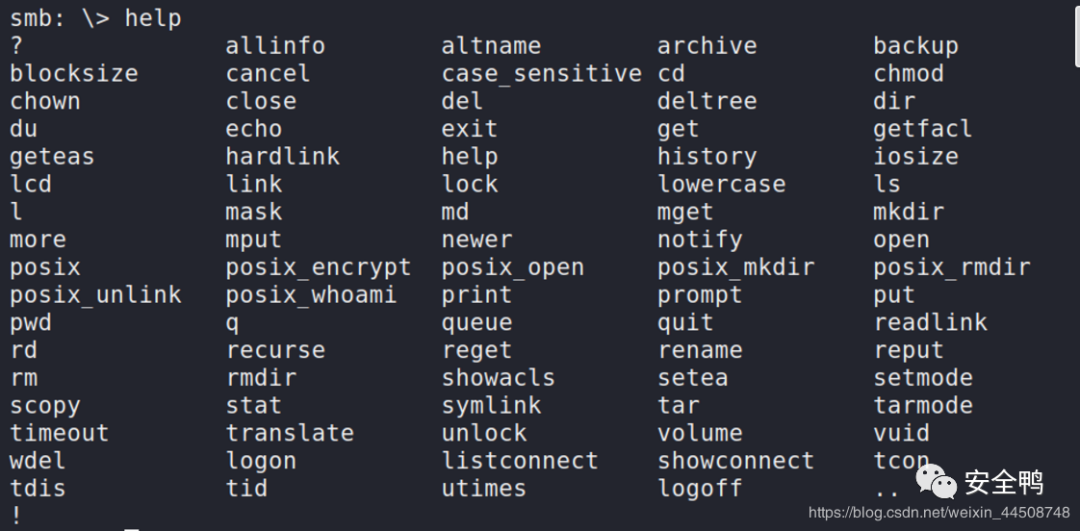 smb: \> help
? allinfo altname archive backup
blocksize cancel case_sensitive cd chmod
chown close del deltree dir
du echo exit get getfacl
geteas hardlink help history iosize
lcd link lock lowercase ls
l mask md mget mkdir
more mput newer notify open
posix posix_encrypt posix_open posix_mkdir posix_rmdir
posix_unlink posix_whoami print prompt put
pwd q queue quit readlink
rd recurse reget rename reput
rm rmdir showacls setea setmode
scopy stat symlink tar tarmode
timeout translate unlock volume vuid
wdel logon listconnect showconnect tcon
tdis tid utimes logoff ..
!
安全鸭
https://blog.csdn.net/weixin_44508748